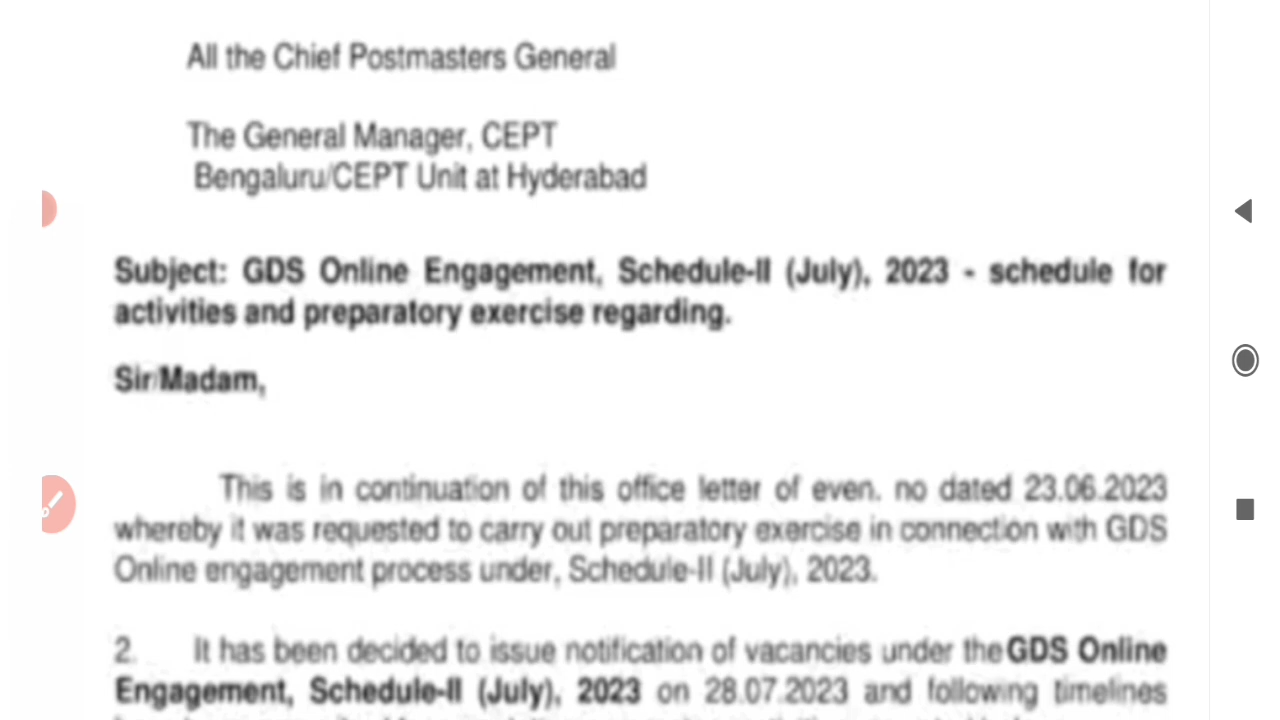 All the Chief Postmasters General
The General Manager, CEPT
Bengaluru/CEPT Unit at Hyderabad
Subject: GDS Online Engagement, Schedule-II (July), 2023 - schedule for
activities and preparatory exercise regarding.
Sir/Madam,
This is in continuation of this office letter of even. no dated 23.06.2023
whereby it was requested to carry out preparatory exercise in connection with GDS
Online engagement process under, Schedule-II (July), 2023.
2. It has been decided to issue notification of vacancies under the GDS Online
Engagement, Schedule-II (July), 2023 on 28.07.2023 and following timelines